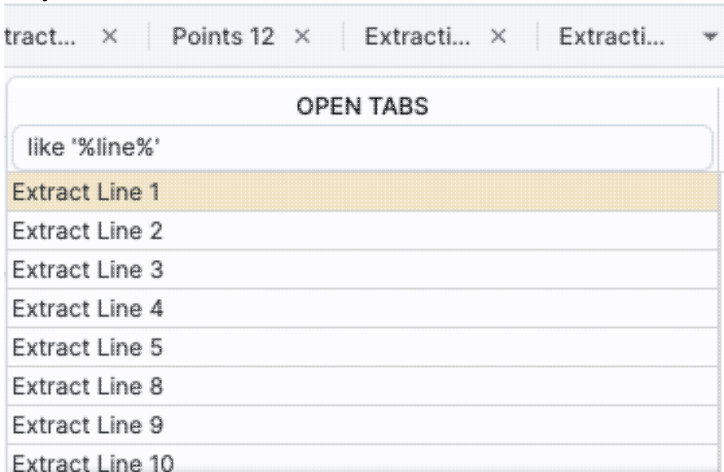 tract... × Points 12 × Extracti... × Extracti...
OPEN TABS
like '%line%'
Extract Line 1
Extract Line 2
Extract Line 3
Extract Line 4
Extract Line 5
Extract Line 8
Extract Line 9
Extract Line 10